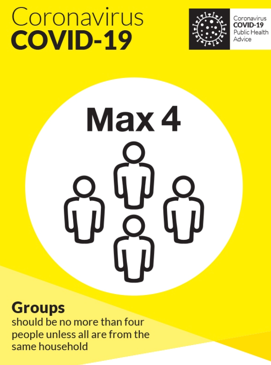 Coronavirus
COVID-19
Coronavirus
COVID-19
Public Health
Advice
Max 4
Groups
should be no more than four
people unless all are from the
same household